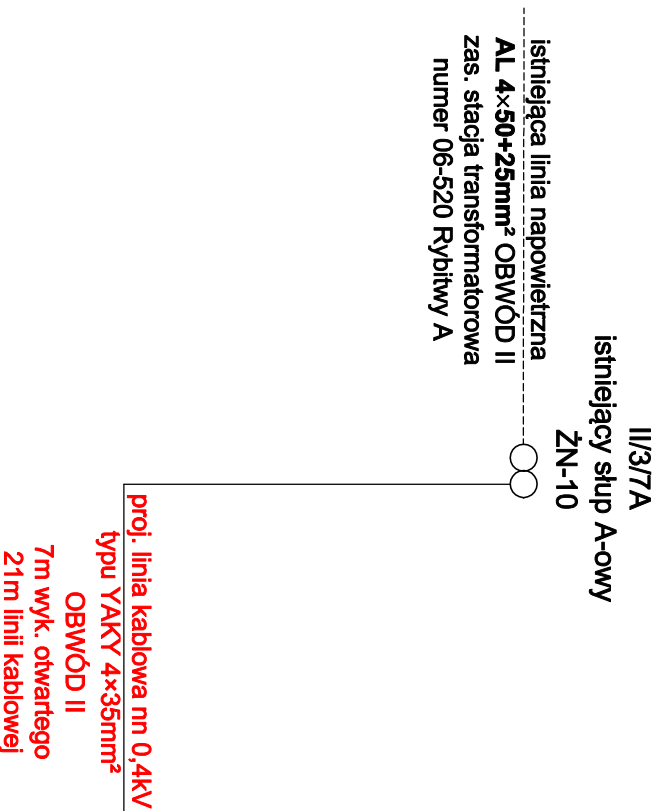 II/3/7A
istniejący słup A-owy
ŻN-10
istniejąca linia napowietrzna
AL 4×50+25mm² OBWÓD II
zas. stacja transformatorowa
numer 06-520 Rybitwy A
proj. linia kablowa nn 0,4kV
typu YAKY 4×35mm²
OBWÓD II
7m wyk. otwartego
21m linii kablowej